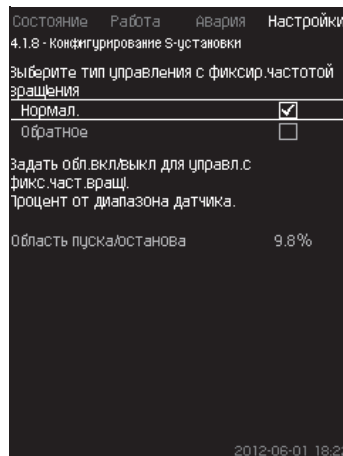 Состояние Работа Авария Настройки
4.1.8 - Конфигурирование S-установки
Выберите тип управления с фиксир.частотой
вращения
Нормал.
Обратное
Задать обл.вкл/выкл для управл.с
фикс.част.вращ.
Процент от диапазона датчика.
Область пуска/останова 9.8%
2012-06-01 18:22